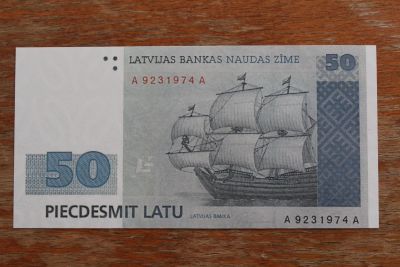 LATVIJAS BANKAS NAUDAS ZĪME
50
A 9231974 A
50
PIECDESMIT LATU
LATVIJAS BANKA
A 9231974 A